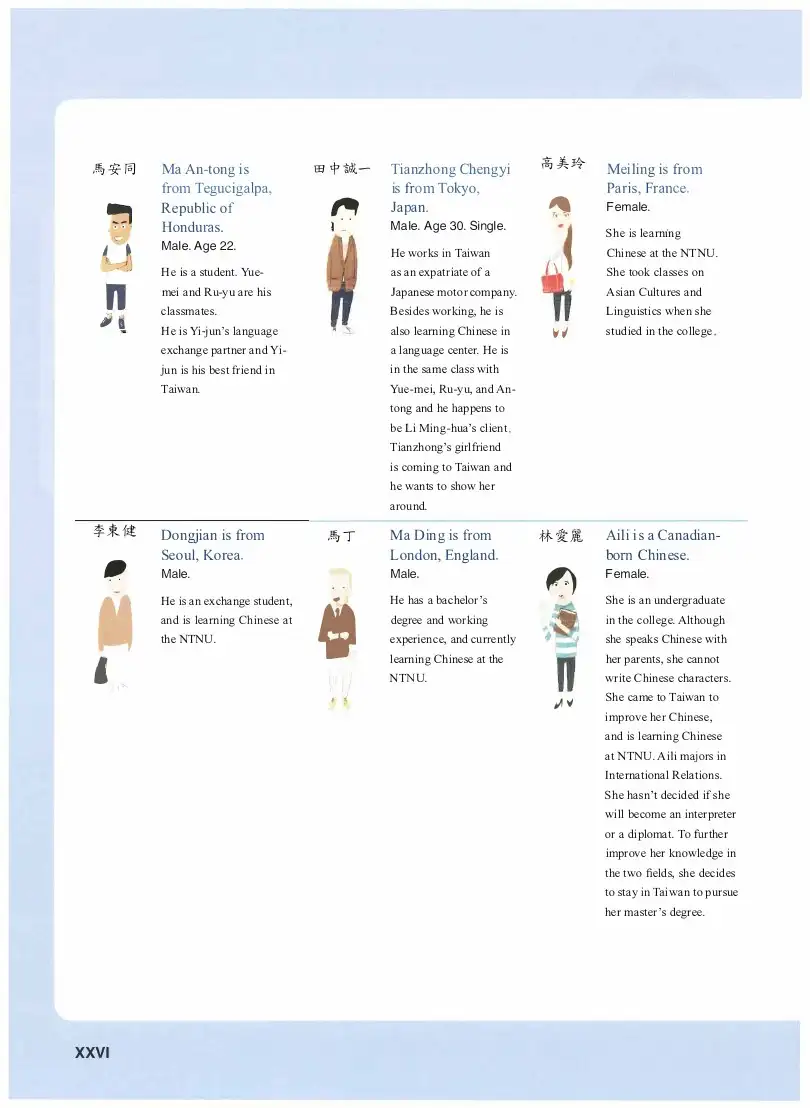 馬安同
Ma An-tong is
from Tegucigalpa,
Republic of
Honduras.
Male. Age 22.
He is a student. Yue-
mei and Ru-yu are his
classmates.
He is Yi-jun's language
exchange partner and Yi-
jun is his best friend in
Taiwan.
田中誠一
Tianzhong Chengyi
is from Tokyo,
Japan.
Male. Age 30. Single.
He works in Taiwan
as an expatriate of a
Japanese motor company.
Besides working, he is
also learning Chinese in
a language center. He is
in the same class with
Yue-mei, Ru-yu, and An-
tong and he happens to
be Li Ming-hua's client.
Tianzhong's girlfriend
is coming to Taiwan and
he wants to show her
around.
高美玲
Meiling is from
Paris, France.
Female.
She is learning
Chinese at the NTNU.
She took classes on
Asian Cultures and
Linguistics when she
studied in the college.
李東健
Dongjian is from
Seoul, Korea.
Male.
He is an exchange student,
and is learning Chinese at
the NTNU.
馬丁
Ma Ding is from
London, England.
Male.
He has a bachelor's
degree and working
experience, and currently
learning Chinese at the
NTNU.
林愛麗
Aili is a Canadian-
born Chinese.
Female.
She is an undergraduate
in the college. Although
she speaks Chinese with
her parents, she cannot
write Chinese characters.
She came to Taiwan to
improve her Chinese,
and is learning Chinese
at NTNU. Aili majors in
International Relations.
She hasn't decided if she
will become an interpreter
or a diplomat. To further
improve her knowledge in
the two fields, she decides
to stay in Taiwan to pursue
her master's degree.
XXVI